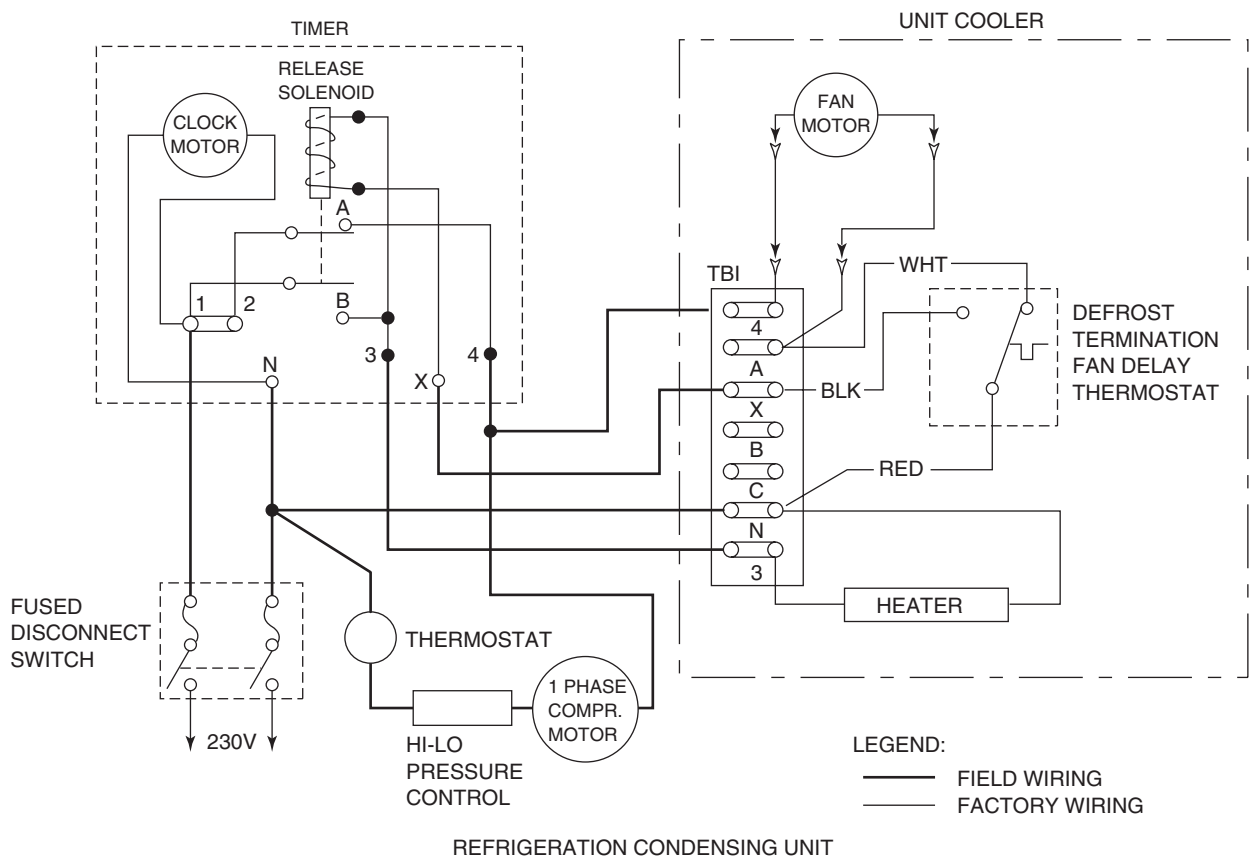 UNIT COOLER
TIMER
RELEASE
SOLENOID
CLOCK
MOTOR
A
1
2
B
3
4
N
X
FAN
MOTOR
TBI
4
A
X
B
C
N
3
WHT
BLK
RED
DEFROST
TERMINATION
FAN DELAY
THERMOSTAT
HEATER
FUSED
DISCONNECT
SWITCH
230V
THERMOSTAT
HI-LO
PRESSURE
CONTROL
1 PHASE
COMPR.
MOTOR
LEGEND:
FIELD WIRING
FACTORY WIRING
REFRIGERATION CONDENSING UNIT